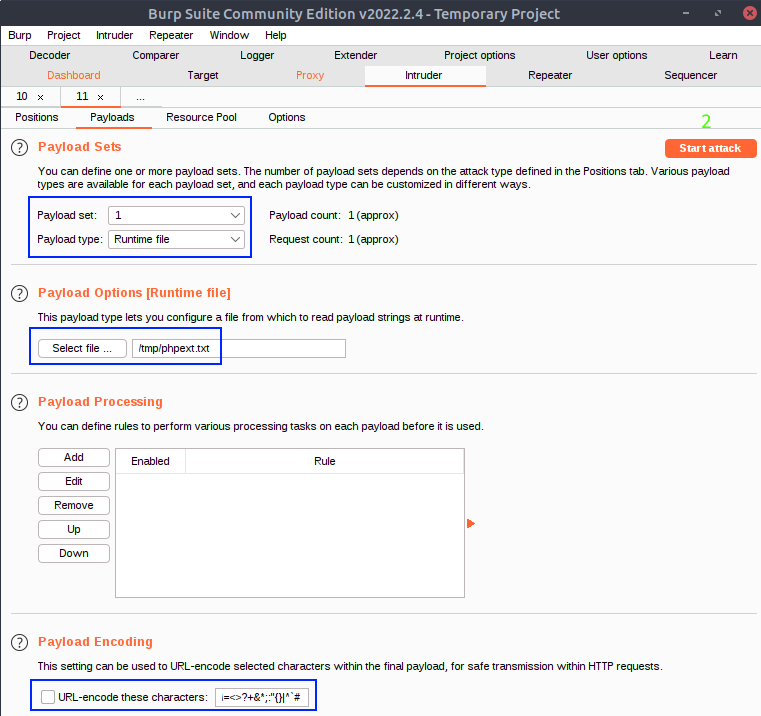 Burp Suite Community Edition v2022.2.4 - Temporary Project
Burp Project Intruder Repeater Window Help
Decoder Comparer Logger Extender Project options User options Learn
Dashboard Target Proxy Intruder Repeater Sequencer
10 × 11 × ...
Positions Payloads Resource Pool Options
2
? Payload Sets Start attack
You can define one or more payload sets. The number of payload sets depends on the attack type defined in the Positions tab. Various payload
types are available for each payload set, and each payload type can be customized in different ways.
Payload set: 1 Payload count: 1 (approx)
Payload type: Runtime file Request count: 1 (approx)
? Payload Options [Runtime file]
This payload type lets you configure a file from which to read payload strings at runtime.
Select file ... /tmp/phpext.txt
? Payload Processing
You can define rules to perform various processing tasks on each payload before it is used.
Add Enabled Rule
Edit
Remove
Up
Down
? Payload Encoding
This setting can be used to URL-encode selected characters within the final payload, for safe transmission within HTTP requests.
URL-encode these characters: \=<>?+&*;:"{}|^`#